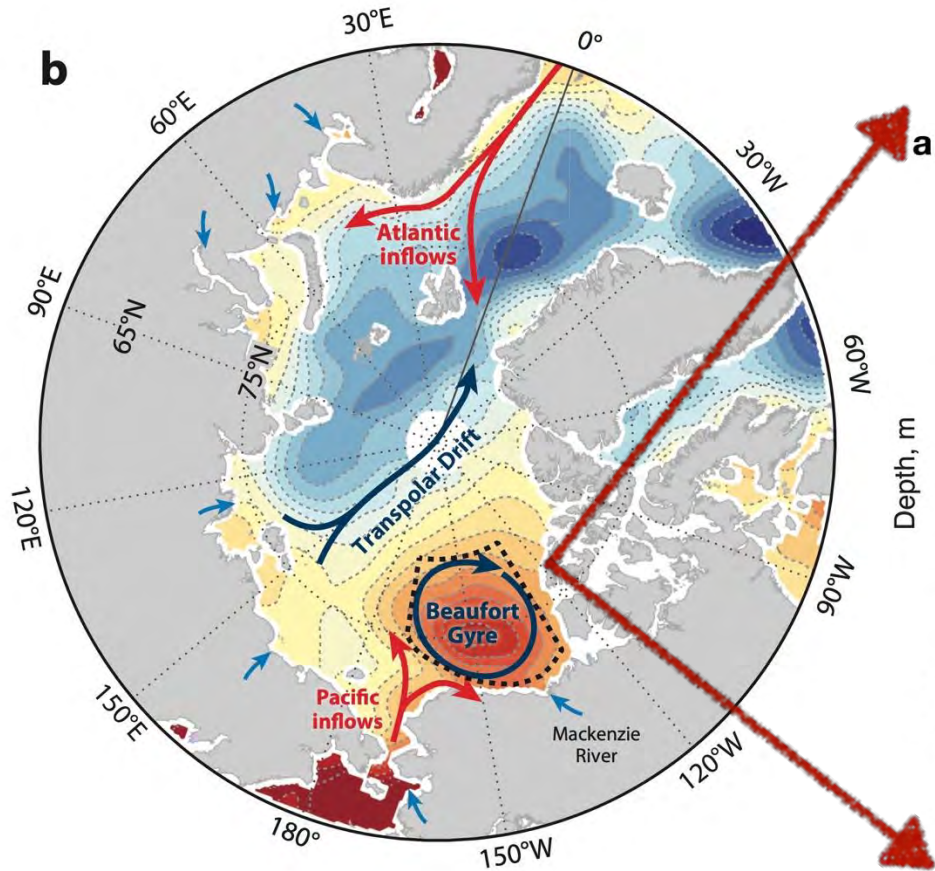 b
30°E
0°
60°E
30°W
a
Atlantic
inflows
90°E
65°N
75°N
60°W
Depth, m
Transpolar Drift
120°E
90°W
Beaufort
Gyre
Pacific
inflows
150°E
Mackenzie
River
120°W
180°
150°W